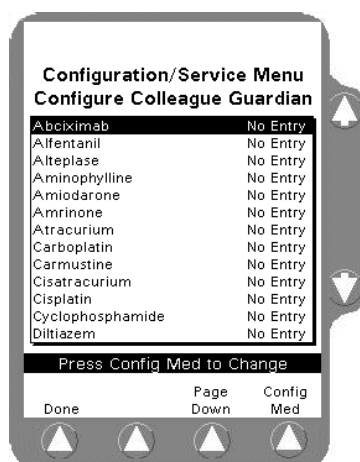 Configuration/Service Menu
Configure Colleague Guardian
Abciximab No Entry
Alfentanil No Entry
Alteplase No Entry
Aminophylline No Entry
Amiodarone No Entry
Amrinone No Entry
Atracurium No Entry
Carboplatin No Entry
Carmustine No Entry
Cisatracurium No Entry
Cisplatin No Entry
Cyclophosphamide No Entry
Diltiazem No Entry
Press Config Med to Change
Done Page Down Config Med